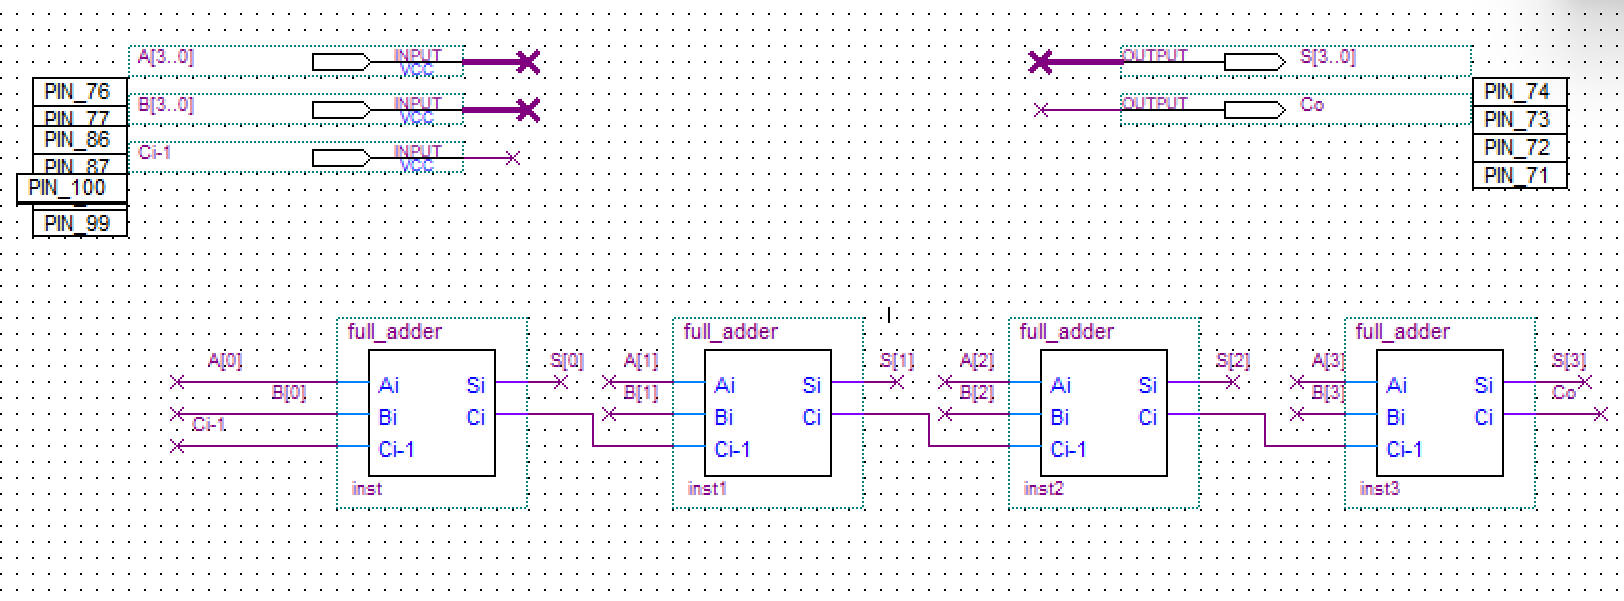 A[3..0] INPUT VCC OUTPUT S[3..0]
PIN_76 PIN_74
B[3..0] INPUT VCC OUTPUT Co
PIN_77 PIN_73
PIN_86
Ci-1 INPUT VCC PIN_72
PIN_87
PIN_100 PIN_71
PIN_99
full_adder full_adder full_adder full_adder
A[0] S[0] A[1] S[1] A[2] S[2] A[3] S[3]
Ai Si Ai Si Ai Si Ai Si
B[0] B[1] B[2] B[3] Co
Bi Ci Bi Ci Bi Ci Bi Ci
Ci-1
Ci-1 Ci-1 Ci-1 Ci-1
inst inst1 inst2 inst3